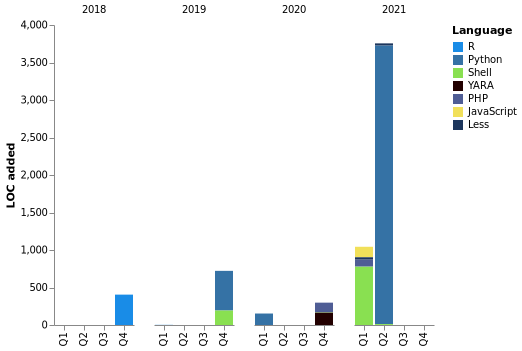 2018 2019 2020 2021
Language
R
Python
Shell
YARA
PHP
JavaScript
Less
LOC added
4,000
3,500
3,000
2,500
2,000
1,500
1,000
500
0
Q1 Q2 Q3 Q4 Q1 Q2 Q3 Q4 Q1 Q2 Q3 Q4 Q1 Q2 Q3 Q4